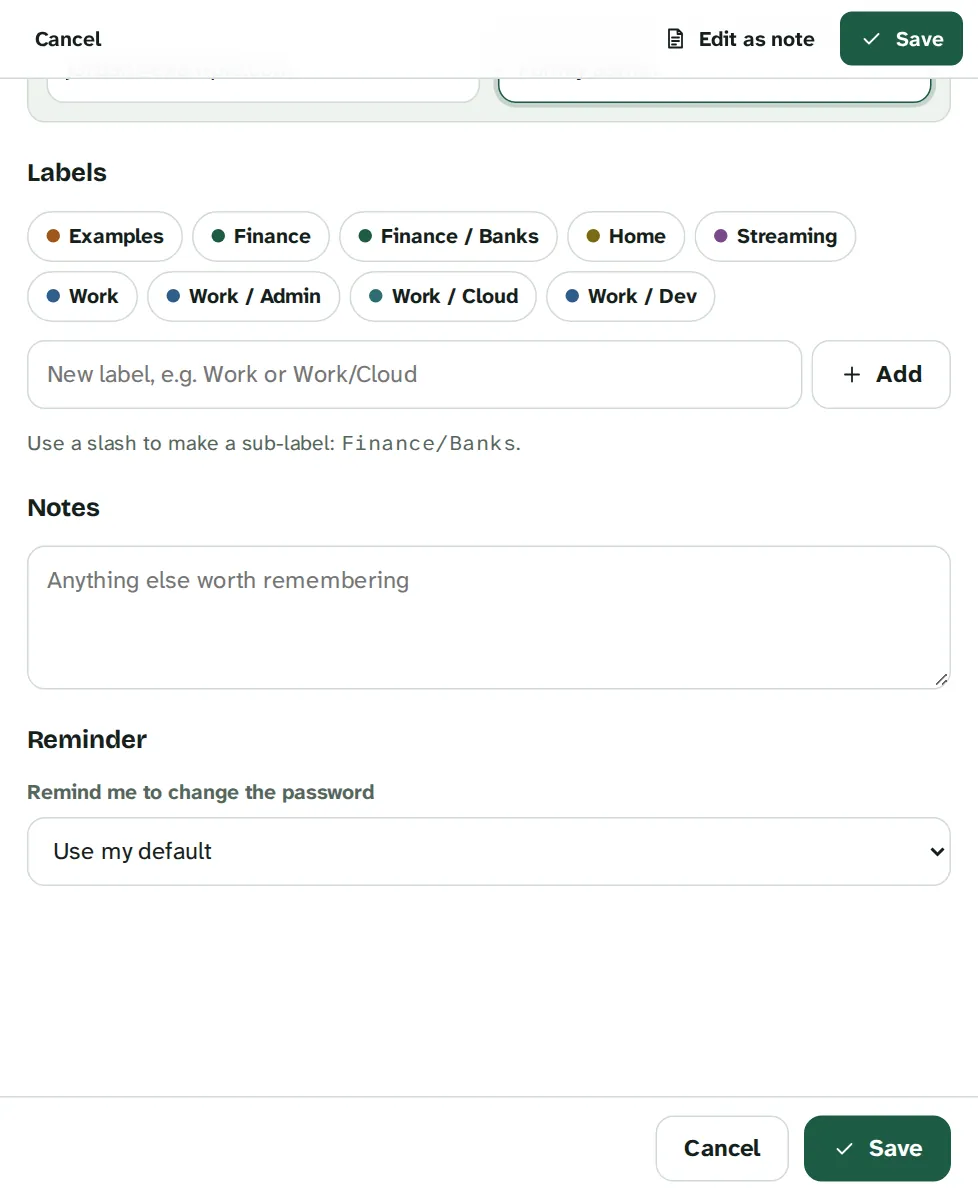 Cancel
Edit as note
Save
Labels
Examples
Finance
Finance / Banks
Home
Streaming
Work
Work / Admin
Work / Cloud
Work / Dev
New label, e.g. Work or Work/Cloud
Add
Use a slash to make a sub-label: Finance/Banks.
Notes
Anything else worth remembering
Reminder
Remind me to change the password
Use my default
Cancel
Save